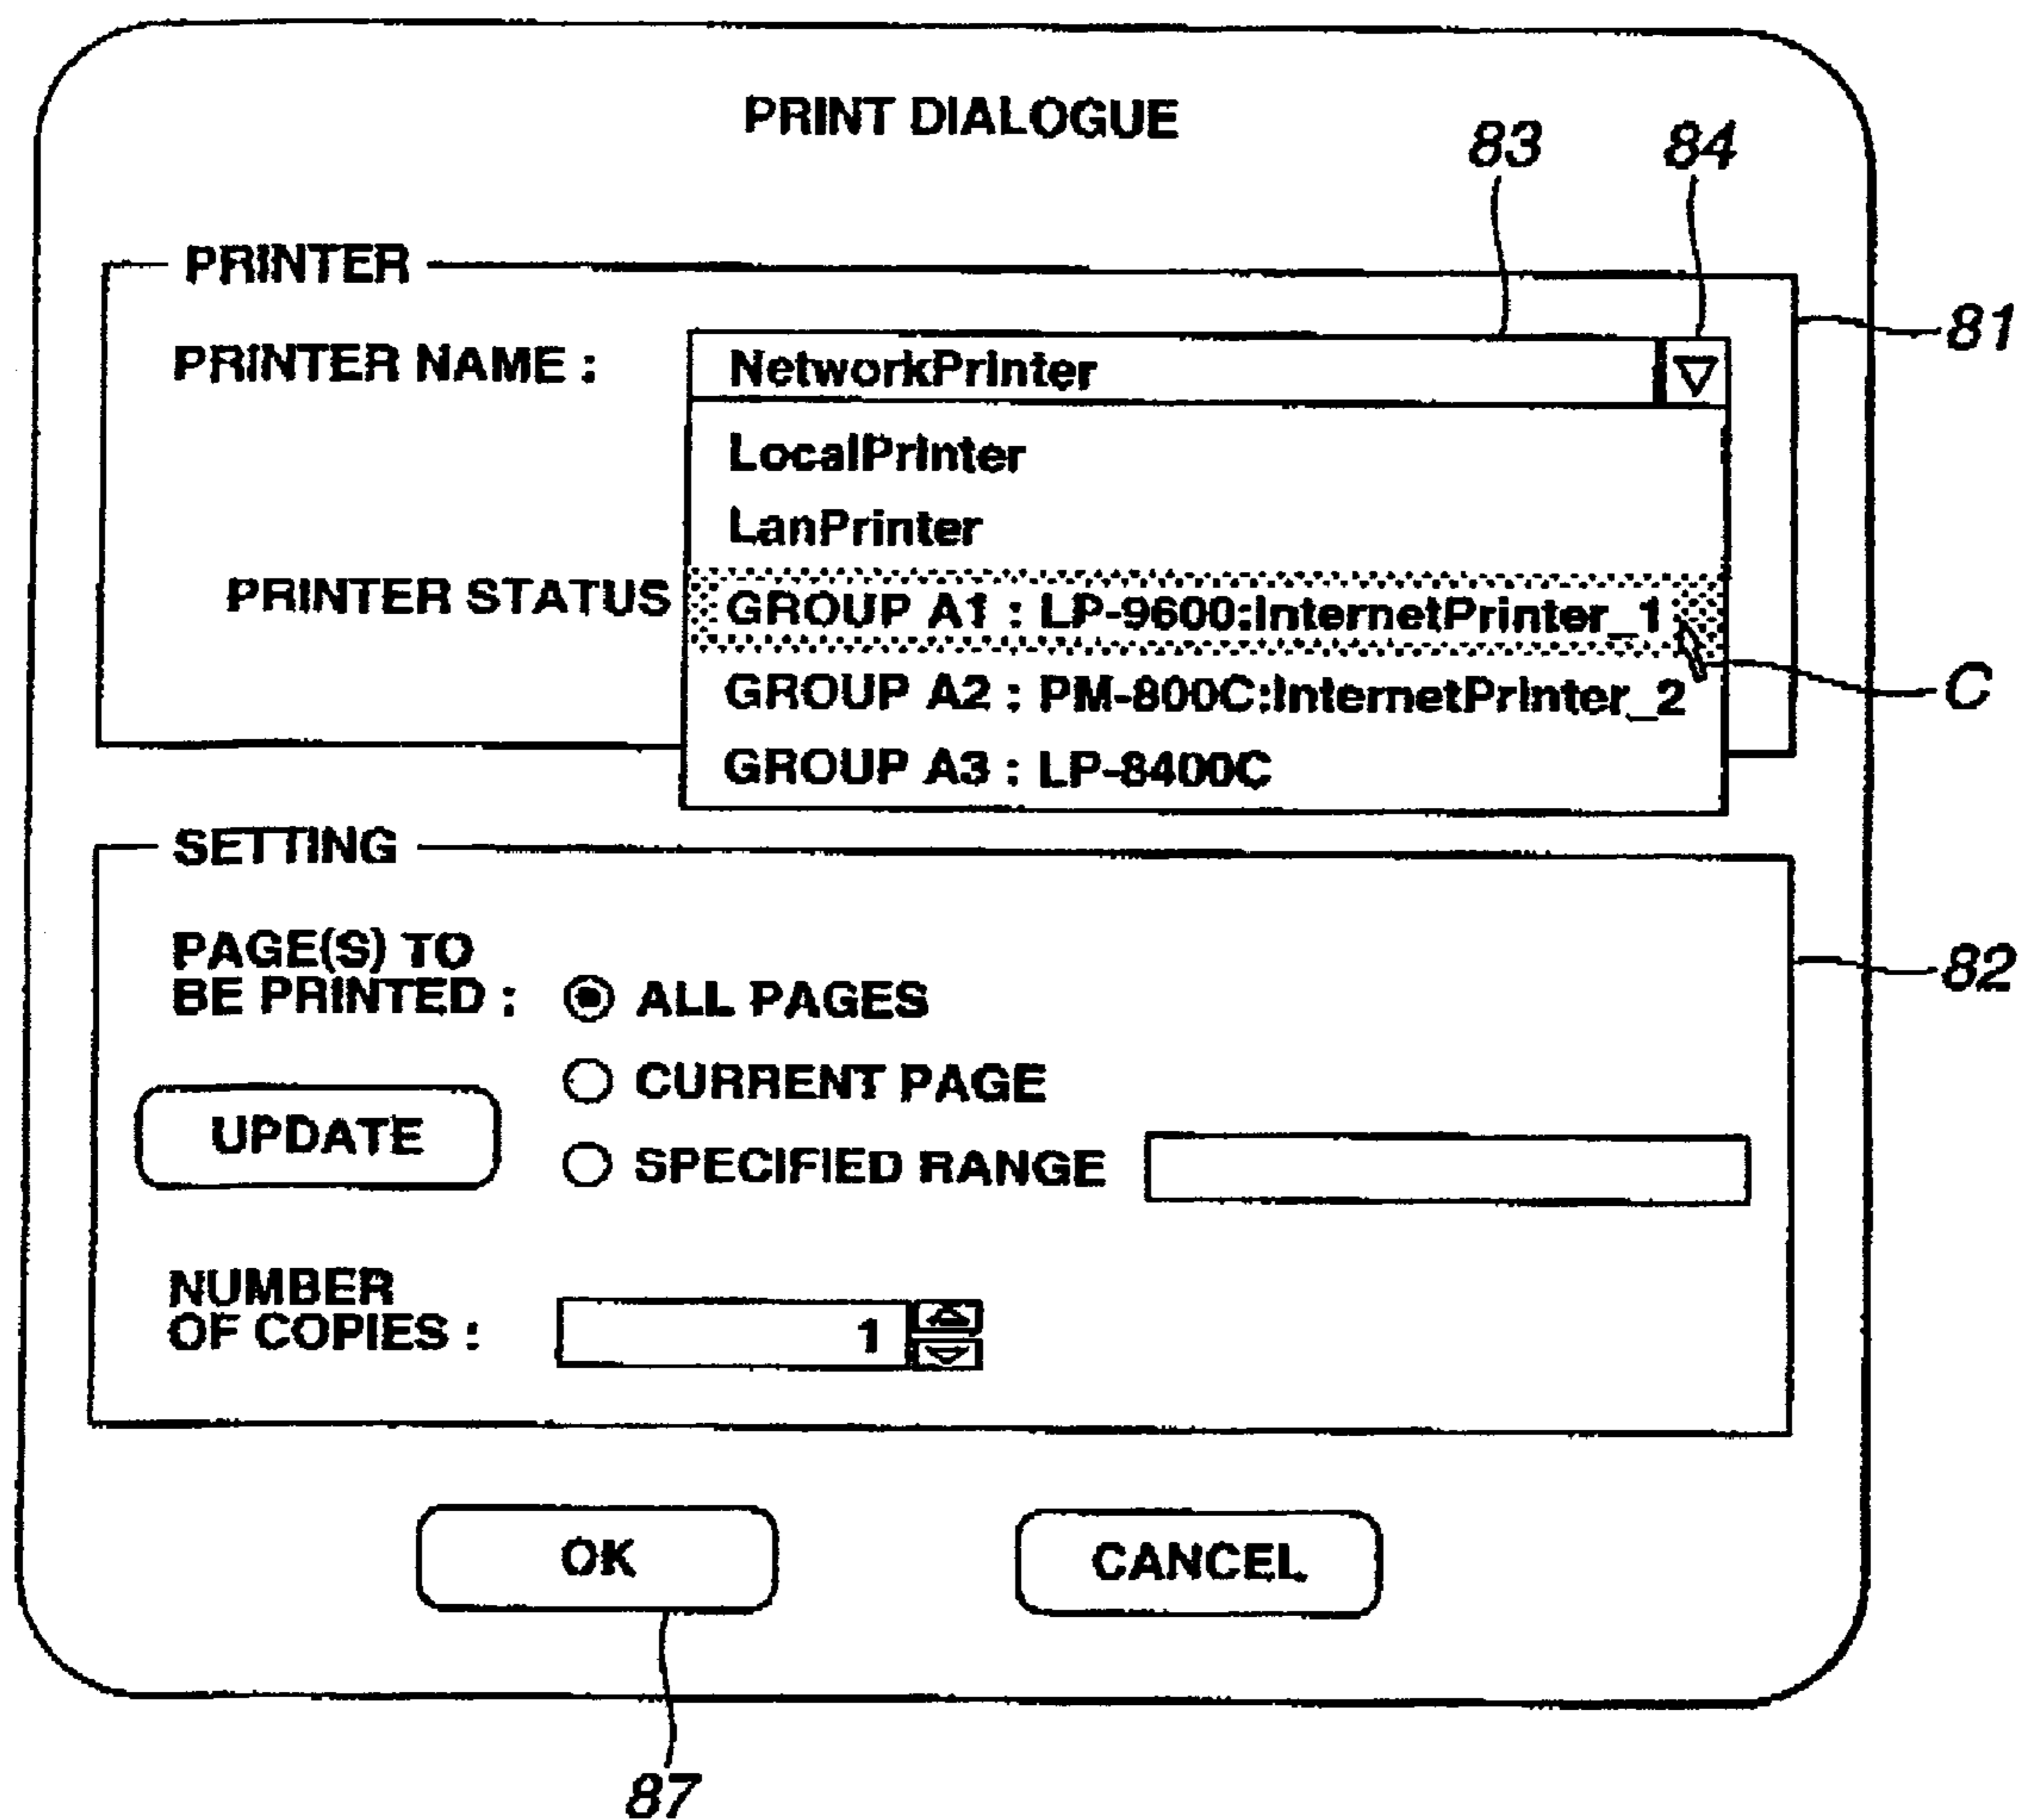 PRINT DIALOGUE
83 84
PRINTER
81
PRINTER NAME : NetworkPrinter
LocalPrinter
LanPrinter
PRINTER STATUS GROUP A1 : LP-9600:InternetPrinter_1
GROUP A2 : PM-800C:InternetPrinter_2
C
GROUP A3 : LP-8400C
SETTING
PAGE(S) TO
BE PRINTED : ALL PAGES
82
CURRENT PAGE
UPDATE
SPECIFIED RANGE
NUMBER
OF COPIES : 1
OK CANCEL
87